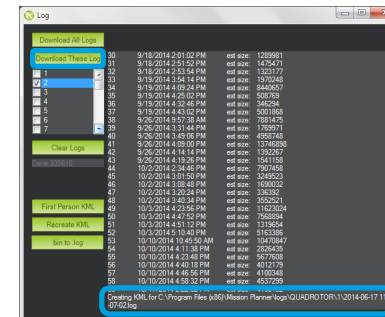 Log
Download All Logs
Download These Log
1
2
3
4
5
6
7
Clear Logs
Done 339610
First Person KML
Recreate KML
.bin to .log
30 9/18/2014 2:01:02 PM est size: 1289981
31 9/18/2014 2:51:52 PM est size: 1475471
32 9/18/2014 2:53:54 PM est size: 1323177
33 9/18/2014 3:54:14 PM est size: 1970248
34 9/19/2014 4:09:24 PM est size: 8440657
35 9/19/2014 4:25:02 PM est size: 508769
36 9/19/2014 4:32:46 PM est size: 346294
37 9/19/2014 4:43:02 PM est size: 5001868
38 9/26/2014 9:57:38 AM est size: 7881475
39 9/26/2014 3:31:44 PM est size: 1769971
40 9/26/2014 3:49:06 PM est size: 4958748
41 9/26/2014 4:09:00 PM est size: 13746898
42 9/26/2014 4:14:14 PM est size: 1392267
43 9/26/2014 4:19:26 PM est size: 1541158
44 10/2/2014 2:34:46 PM est size: 7907458
45 10/2/2014 3:01:50 PM est size: 3249523
46 10/2/2014 3:08:48 PM est size: 1690032
47 10/2/2014 3:20:24 PM est size: 336392
48 10/2/2014 3:40:34 PM est size: 3552521
49 10/3/2014 4:23:56 PM est size: 11623024
50 10/3/2014 4:47:52 PM est size: 7568894
51 10/3/2014 4:51:12 PM est size: 1319654
52 10/3/2014 5:10:40 PM est size: 5163386
53 10/10/2014 10:45:50 AM est size: 10470847
54 10/10/2014 4:11:38 PM est size: 2826435
55 10/10/2014 4:23:48 PM est size: 5677608
56 10/10/2014 4:40:18 PM est size: 4012179
57 10/10/2014 4:46:56 PM est size: 4100348
58 10/10/2014 4:58:32 PM est size: 4537299
Creating KML for C:\Program Files (x86)\Mission Planner\logs\QUADROTOR\1\2014-06-17 11
-07-02.log